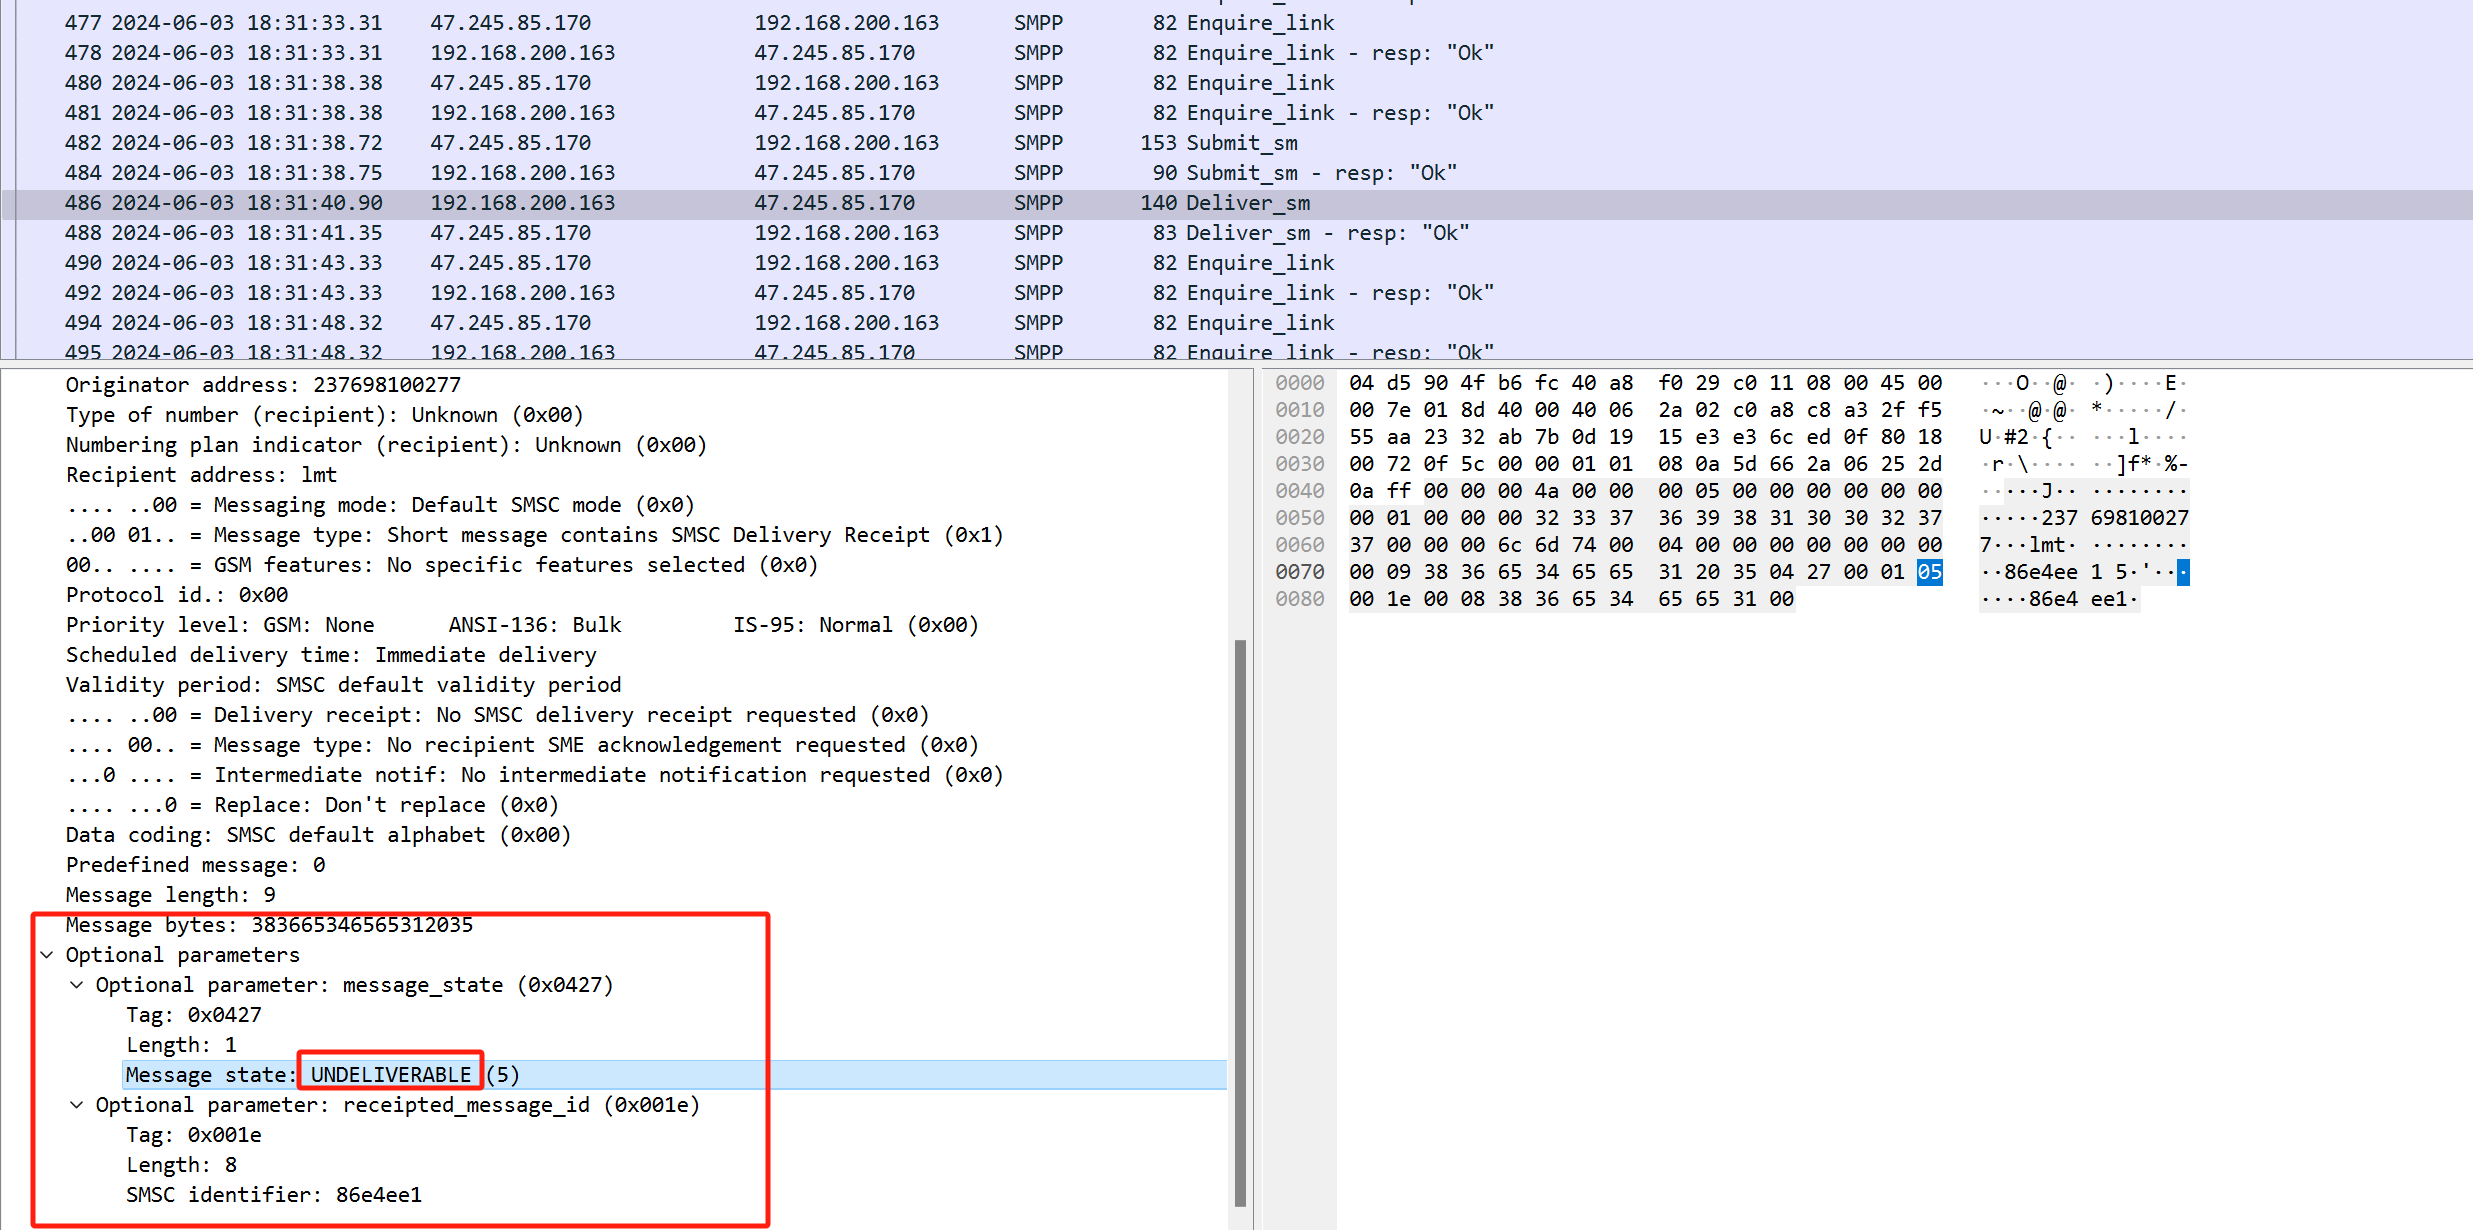 477 2024-06-03 18:31:33.31 47.245.85.170 192.168.200.163 SMPP 82 Enquire_link
478 2024-06-03 18:31:33.31 192.168.200.163 47.245.85.170 SMPP 82 Enquire_link - resp: "Ok"
480 2024-06-03 18:31:38.38 47.245.85.170 192.168.200.163 SMPP 82 Enquire_link
481 2024-06-03 18:31:38.38 192.168.200.163 47.245.85.170 SMPP 82 Enquire_link - resp: "Ok"
482 2024-06-03 18:31:38.72 47.245.85.170 192.168.200.163 SMPP 153 Submit_sm
484 2024-06-03 18:31:38.75 192.168.200.163 47.245.85.170 SMPP 90 Submit_sm - resp: "Ok"
486 2024-06-03 18:31:40.90 192.168.200.163 47.245.85.170 SMPP 140 Deliver_sm
488 2024-06-03 18:31:41.35 47.245.85.170 192.168.200.163 SMPP 83 Deliver_sm - resp: "Ok"
490 2024-06-03 18:31:43.33 47.245.85.170 192.168.200.163 SMPP 82 Enquire_link
492 2024-06-03 18:31:43.33 192.168.200.163 47.245.85.170 SMPP 82 Enquire_link - resp: "Ok"
494 2024-06-03 18:31:48.32 47.245.85.170 192.168.200.163 SMPP 82 Enquire_link
495 2024-06-03 18:31:48.32 192.168.200.163 47.245.85.170 SMPP 82 Enquire_link - resp: "Ok"
Originator address: 237698100277
Type of number (recipient): Unknown (0x00)
Numbering plan indicator (recipient): Unknown (0x00)
Recipient address: lmt
.... ..00 = Messaging mode: Default SMSC mode (0x0)
..00 01.. = Message type: Short message contains SMSC Delivery Receipt (0x1)
00.. .... = GSM features: No specific features selected (0x0)
Protocol id.: 0x00
Priority level: GSM: None ANSI-136: Bulk IS-95: Normal (0x00)
Scheduled delivery time: Immediate delivery
Validity period: SMSC default validity period
.... ..00 = Delivery receipt: No SMSC delivery receipt requested (0x0)
.... 00.. = Message type: No recipient SME acknowledgement requested (0x0)
...0 .... = Intermediate notif: No intermediate notification requested (0x0)
.... ...0 = Replace: Don't replace (0x0)
Data coding: SMSC default alphabet (0x00)
Predefined message: 0
Message length: 9
Message bytes: 383665346565312035
Optional parameters
Optional parameter: message_state (0x0427)
Tag: 0x0427
Length: 1
Message state: UNDELIVERABLE (5)
Optional parameter: receipted_message_id (0x001e)
Tag: 0x001e
Length: 8
SMSC identifier: 86e4ee1
0000 04 d5 90 4f b6 fc 40 a8 f0 29 c0 11 08 00 45 00 ···O··@· ·)····E·
0010 00 7e 01 8d 40 00 40 06 2a 02 c0 a8 c8 a3 2f f5 ·~··@·@· *·····/·
0020 55 aa 23 32 ab 7b 0d 19 15 e3 e3 6c ed 0f 80 18 U·#2·{·· ···l····
0030 00 72 0f 5c 00 00 01 01 08 0a 5d 66 2a 06 25 2d ·r·\···· ··]f*·%-
0040 0a ff 00 00 00 4a 00 00 00 05 00 00 00 00 00 00 ·····J·· ········
0050 00 01 00 00 00 32 33 37 36 39 38 31 30 30 32 37 ·····237 69810027
0060 37 00 00 00 6c 6d 74 00 04 00 00 00 00 00 00 00 7···lmt· ········
0070 00 09 38 36 65 34 65 65 31 20 35 04 27 00 01 05 ··86e4ee 1 5·'···
0080 00 1e 00 08 38 36 65 34 65 65 31 00 ····86e4 ee1·